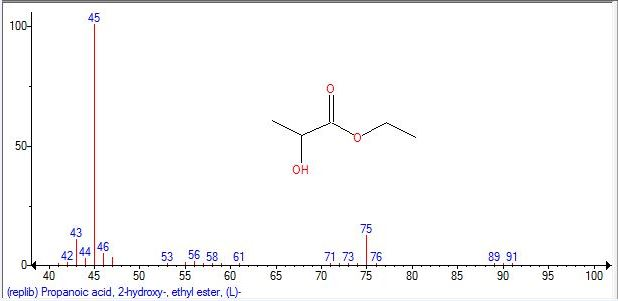 100
45
O
O
50
OH
75
43
42 44 46 53 56 58 61 71 73 76 89 91
0
40 45 50 55 60 65 70 75 80 85 90 95 100
(replib) Propanoic acid, 2-hydroxy-, ethyl ester, (L)-